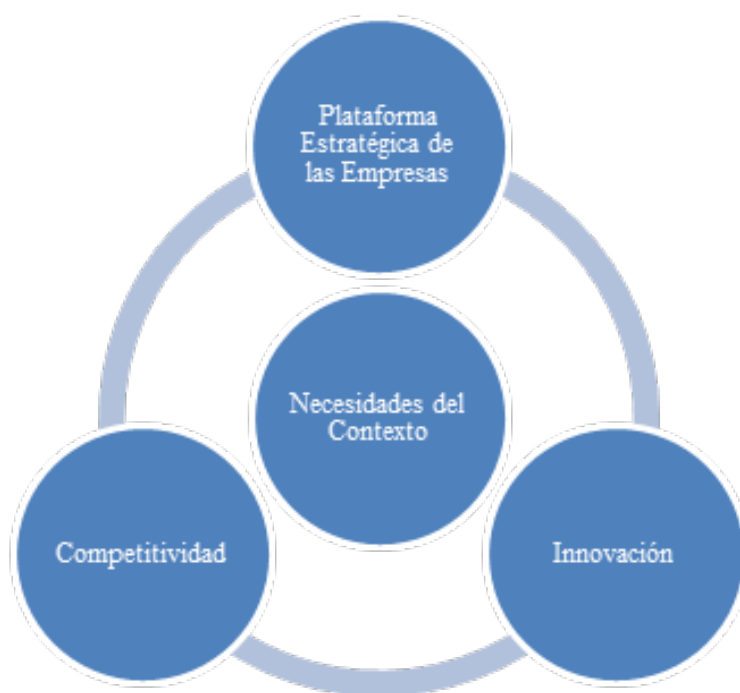 Plataforma
Estratégica de
las Empresas
Necesidades del
Contexto
Competitividad
Innovación